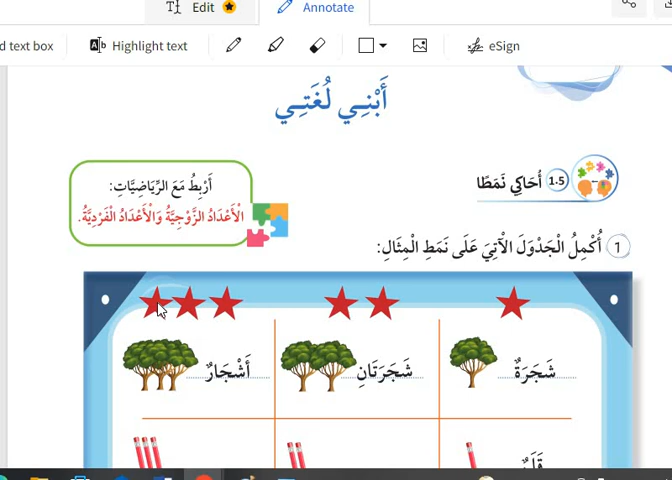 Edit
Annotate
d text box
Highlight text
eSign
أَبْنِي لُغَتِي
1.5 أُحَاكِي نَمَطًا
أَرْبِطُ مَعَ الرِّيَاضِيَّاتِ:
الْأَعْدَادُ الزَّوْجِيَّةُ وَالْأَعْدَادُ الْفَرْدِيَّةُ.
1 أُكْمِلُ الْجَدْوَلَ الْآتِيَ عَلَى نَمَطِ الْمِثَالِ:
شَجَرَةٌ شَجَرَتَانِ أَشْجَارٌ
قَلَمٌ